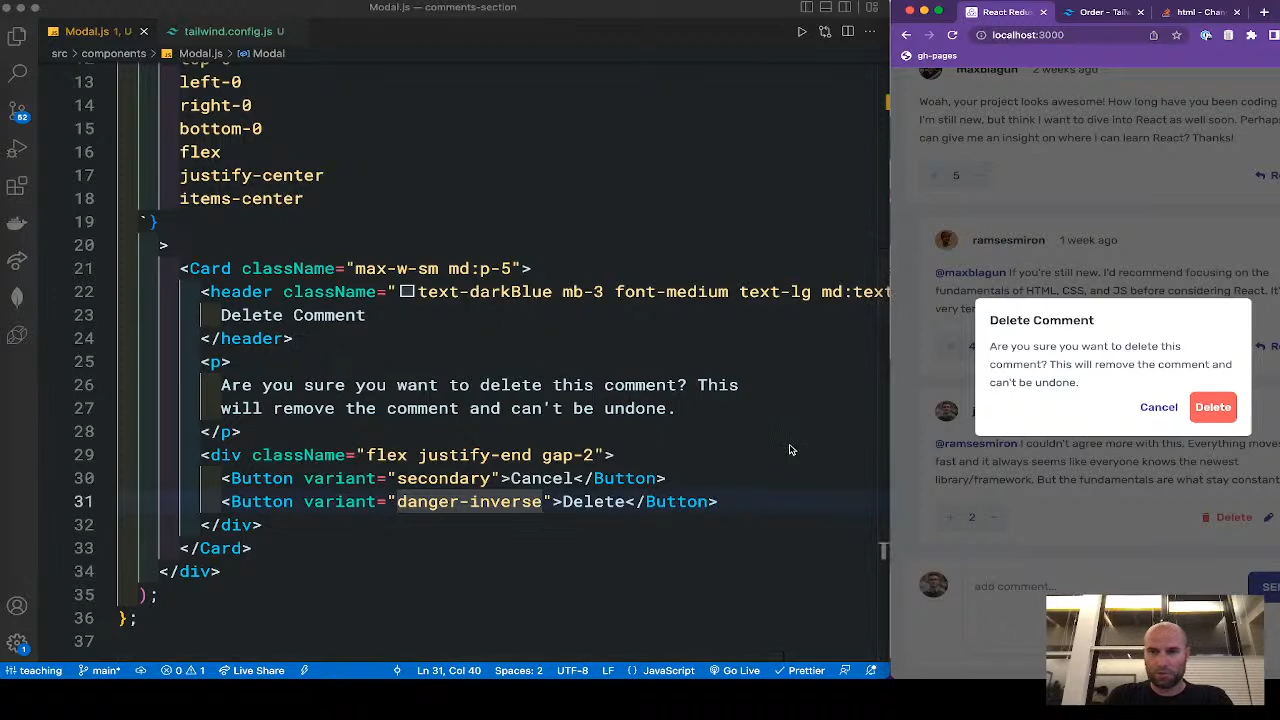 Modal.js — comments-section
Modal.js 1, U
tailwind.config.js U
src > components > Modal.js > Modal
13 left-0
14 right-0
15 bottom-0
16 flex
17 justify-center
18 items-center
19 `}
20 >
21 <Card className="max-w-sm md:p-5">
22 <header className="text-darkBlue mb-3 font-medium text-lg md:text
23 Delete Comment
24 </header>
25 <p>
26 Are you sure you want to delete this comment? This
27 will remove the comment and can't be undone.
28 </p>
29 <div className="flex justify-end gap-2">
30 <Button variant="secondary">Cancel</Button>
31 <Button variant="danger-inverse">Delete</Button>
32 </div>
33 </Card>
34 </div>
35 );
36 };
37
52
1
teaching
main*
0 1
Live Share
Ln 31, Col 40
Spaces: 2
UTF-8
LF
JavaScript
Go Live
Prettier
React Redu
Order - Tailw
html - Chan
localhost:3000
gh-pages
maxblagun 2 weeks ago
Woah, your project looks awesome! How long have you been coding
I'm still new, but think I want to dive into React as well soon. Perhaps
can give me an insight on where I can learn React? Thanks!
5
Re
ramsesmiron 1 week ago
@maxblagun If you're still new, I'd recommend focusing on the
fundamentals of HTML, CSS, and JS before considering React. It'
very ten
4
Re
Delete Comment
Are you sure you want to delete this
comment? This will remove the comment and
can't be undone.
Cancel
Delete
@ramsesmiron I couldn't agree more with this. Everything moves
fast and it always seems like everyone knows the newest
library/framework. But the fundamentals are what stay constant
+ 2 -
Delete
add comment...
SE